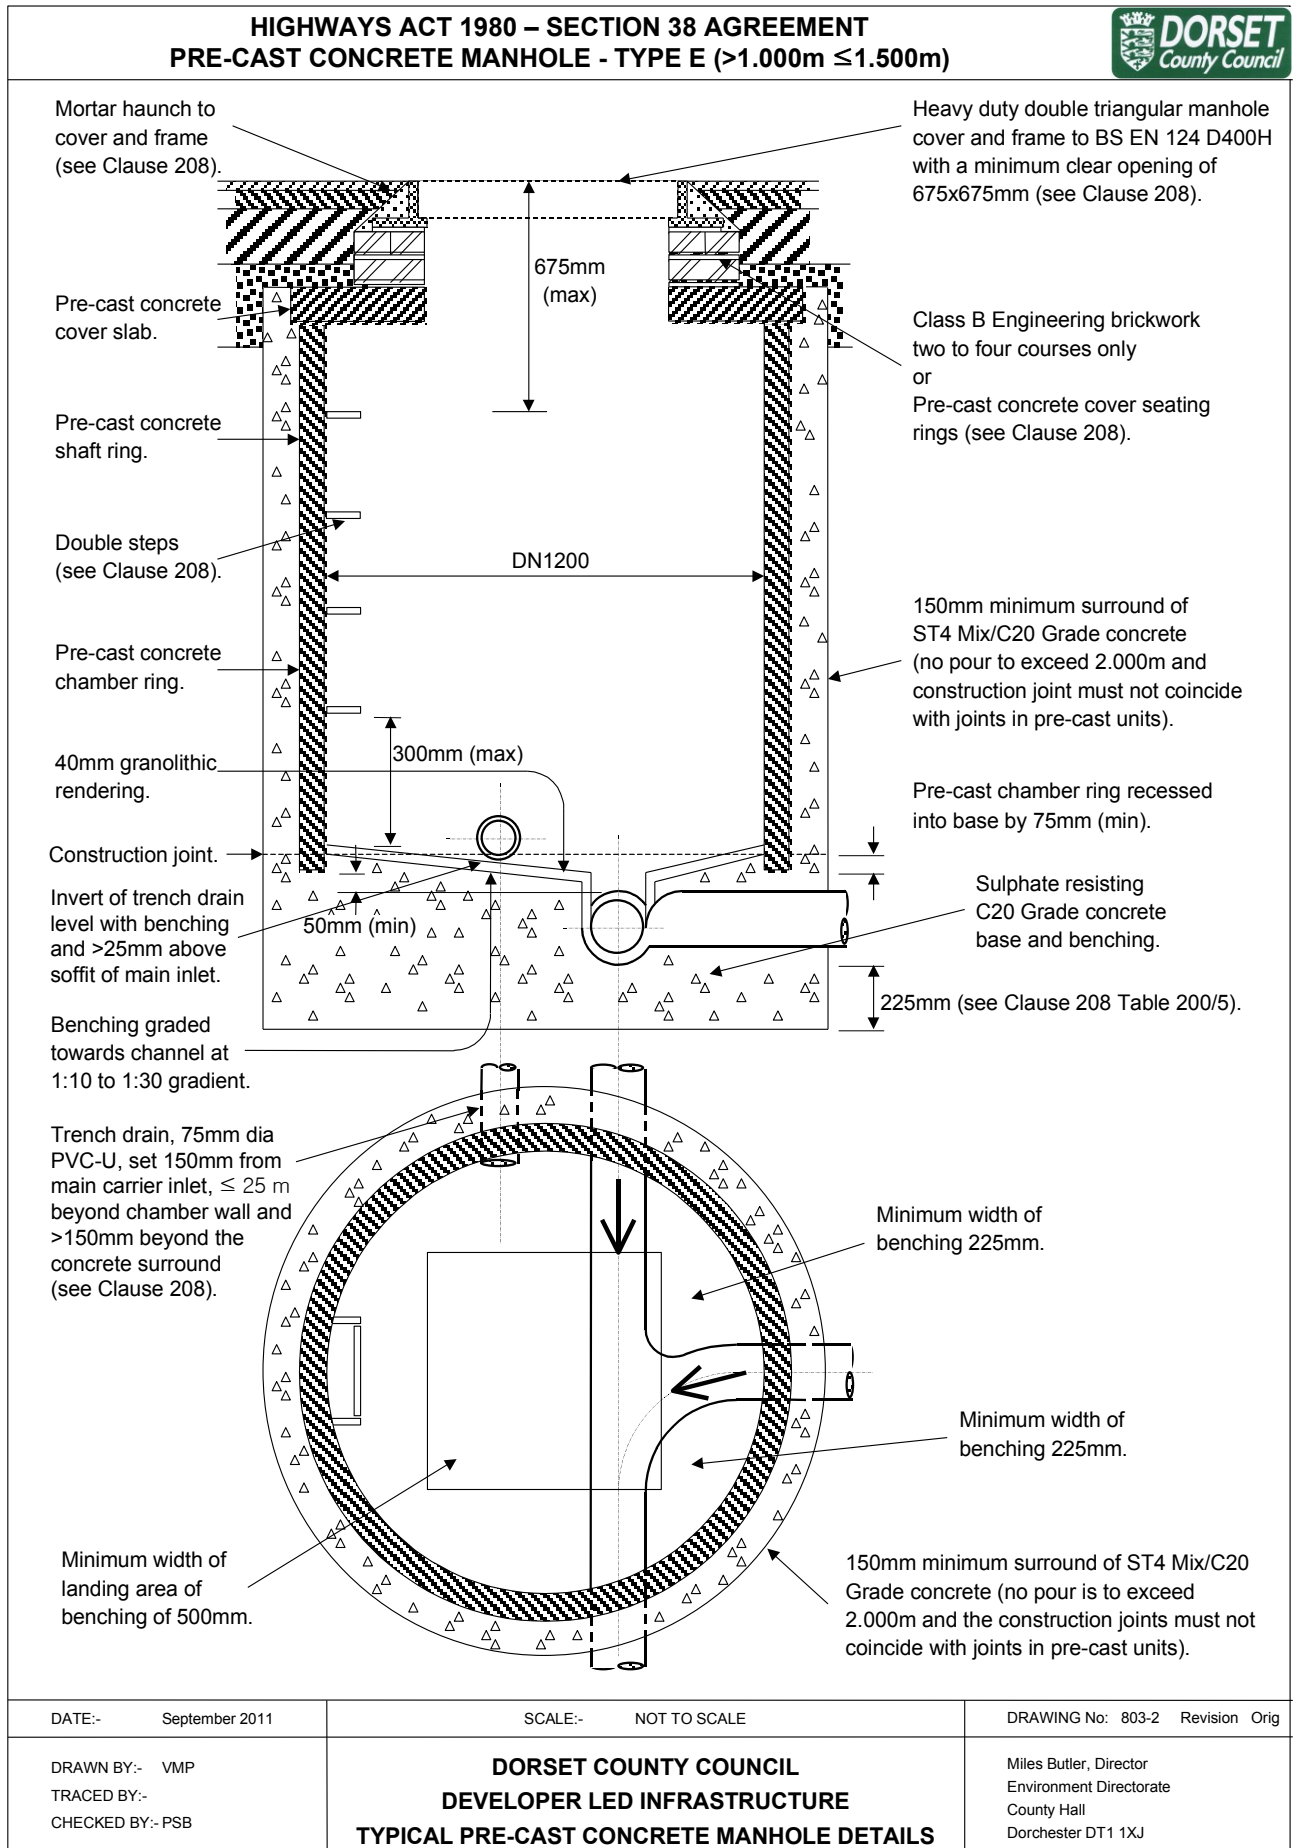 HIGHWAYS ACT 1980 – SECTION 38 AGREEMENT
PRE-CAST CONCRETE MANHOLE - TYPE E (>1.000m ≤1.500m)
DORSET
County Council
Mortar haunch to
cover and frame
(see Clause 208).
Heavy duty double triangular manhole
cover and frame to BS EN 124 D400H
with a minimum clear opening of
675x675mm (see Clause 208).
675mm
(max)
Pre-cast concrete
cover slab.
Class B Engineering brickwork
two to four courses only
or
Pre-cast concrete cover seating
rings (see Clause 208).
Pre-cast concrete
shaft ring.
Double steps
(see Clause 208).
DN1200
150mm minimum surround of
ST4 Mix/C20 Grade concrete
(no pour to exceed 2.000m and
construction joint must not coincide
with joints in pre-cast units).
Pre-cast concrete
chamber ring.
300mm (max)
40mm granolithic
rendering.
Pre-cast chamber ring recessed
into base by 75mm (min).
Construction joint.
Invert of trench drain
level with benching
and >25mm above
soffit of main inlet.
50mm (min)
Sulphate resisting
C20 Grade concrete
base and benching.
225mm (see Clause 208 Table 200/5).
Benching graded
towards channel at
1:10 to 1:30 gradient.
Trench drain, 75mm dia
PVC-U, set 150mm from
main carrier inlet, ≤ 25 m
beyond chamber wall and
>150mm beyond the
concrete surround
(see Clause 208).
Minimum width of
benching 225mm.
Minimum width of
benching 225mm.
Minimum width of
landing area of
benching of 500mm.
150mm minimum surround of ST4 Mix/C20
Grade concrete (no pour is to exceed
2.000m and the construction joints must not
coincide with joints in pre-cast units).
DATE:- September 2011
SCALE:- NOT TO SCALE
DRAWING No: 803-2 Revision Orig
DRAWN BY:- VMP
TRACED BY:-
CHECKED BY:- PSB
DORSET COUNTY COUNCIL
DEVELOPER LED INFRASTRUCTURE
TYPICAL PRE-CAST CONCRETE MANHOLE DETAILS
Miles Butler, Director
Environment Directorate
County Hall
Dorchester DT1 1XJ